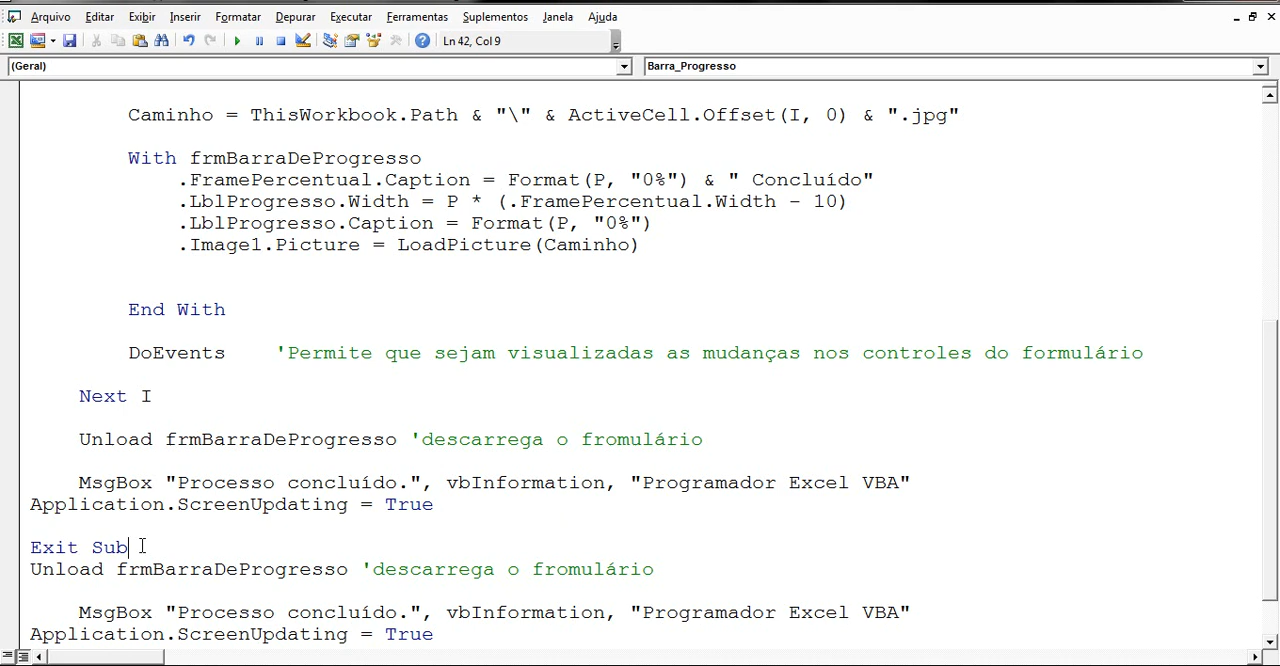 Arquivo Editar Exibir Inserir Formatar Depurar Executar Ferramentas Suplementos Janela Ajuda
Ln 42, Col 9
(Geral) Barra_Progresso
Caminho = ThisWorkbook.Path & "\" & ActiveCell.Offset(I, 0) & ".jpg"
With frmBarraDeProgresso
.FramePercentual.Caption = Format(P, "0%") & " Concluído"
.LblProgresso.Width = P * (.FramePercentual.Width - 10)
.LblProgresso.Caption = Format(P, "0%")
.Image1.Picture = LoadPicture(Caminho)
End With
DoEvents 'Permite que sejam visualizadas as mudanças nos controles do formulário
Next I
Unload frmBarraDeProgresso 'descarrega o fromulário
MsgBox "Processo concluído.", vbInformation, "Programador Excel VBA"
Application.ScreenUpdating = True
Exit Sub
Unload frmBarraDeProgresso 'descarrega o fromulário
MsgBox "Processo concluído.", vbInformation, "Programador Excel VBA"
Application.ScreenUpdating = True